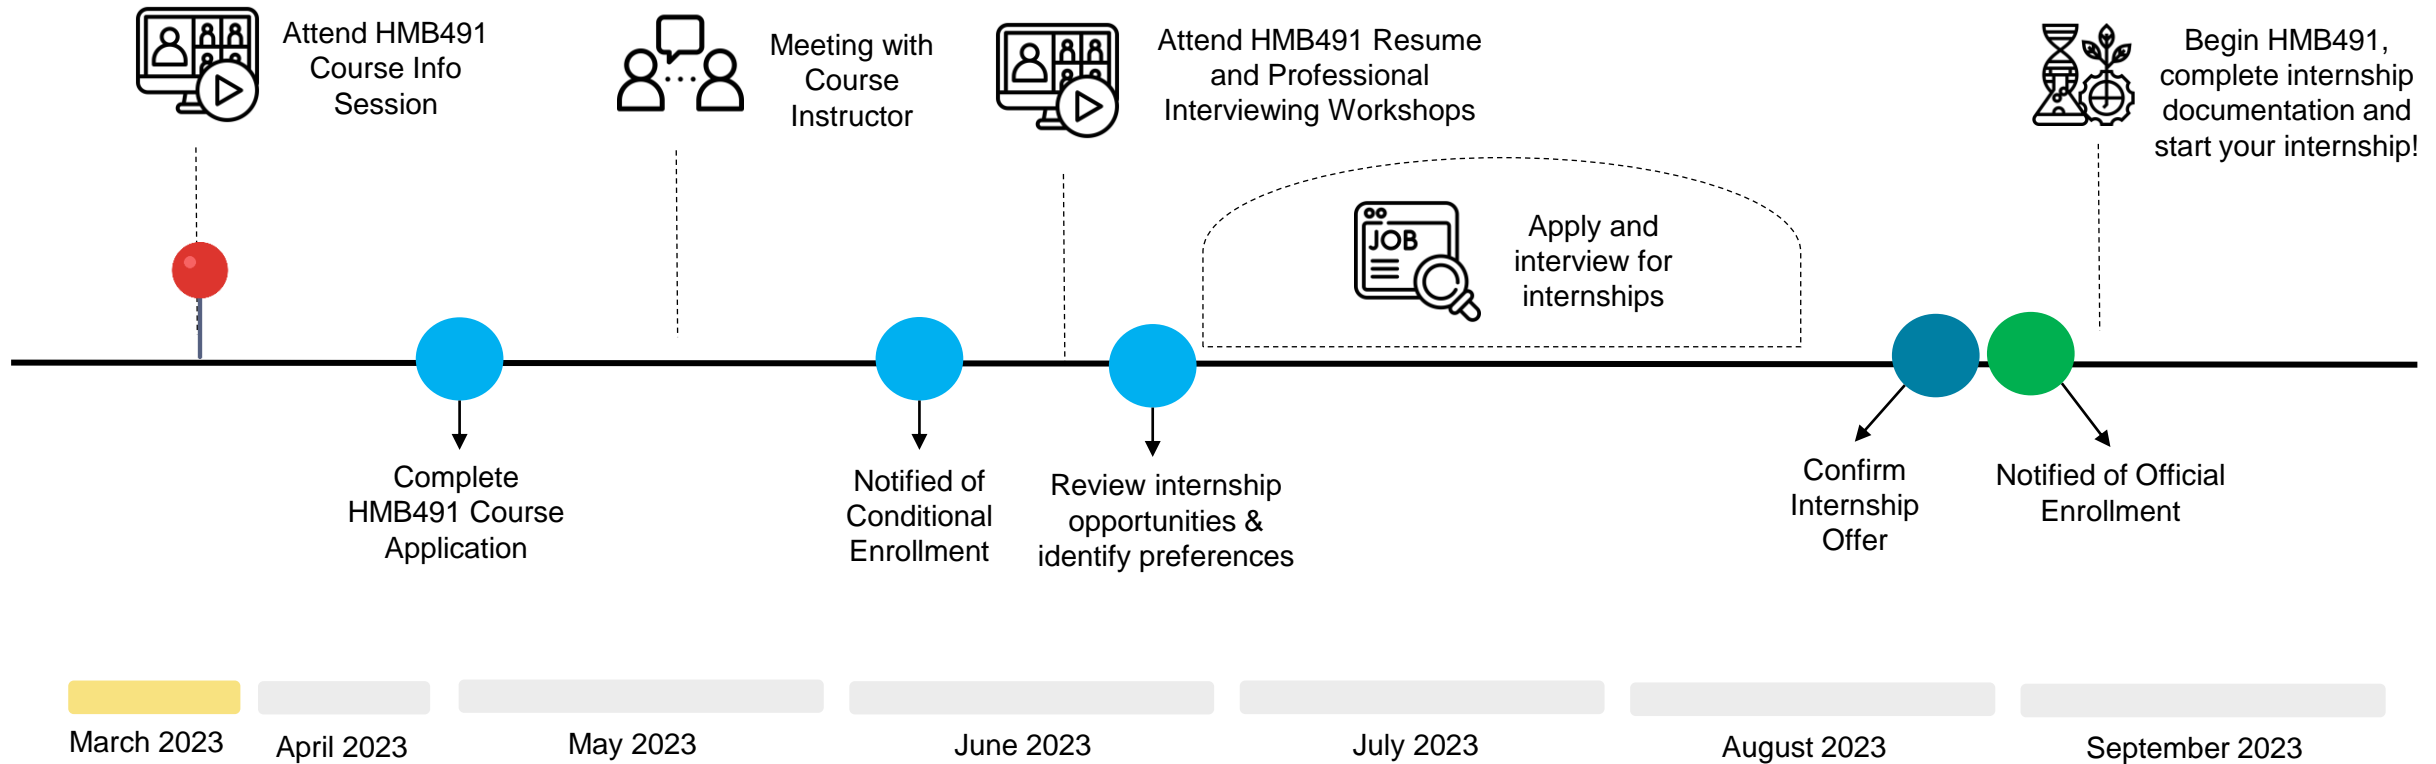 Attend HMB491
Course Info
Session
Meeting with
Course
Instructor
Attend HMB491 Resume
and Professional
Interviewing Workshops
Begin HMB491,
complete internship
documentation and
start your internship!
JOB
Apply and
interview for
internships
Complete
HMB491 Course
Application
Notified of
Conditional
Enrollment
Review internship
opportunities &
identify preferences
Confirm
Internship
Offer
Notified of Official
Enrollment
March 2023
April 2023
May 2023
June 2023
July 2023
August 2023
September 2023